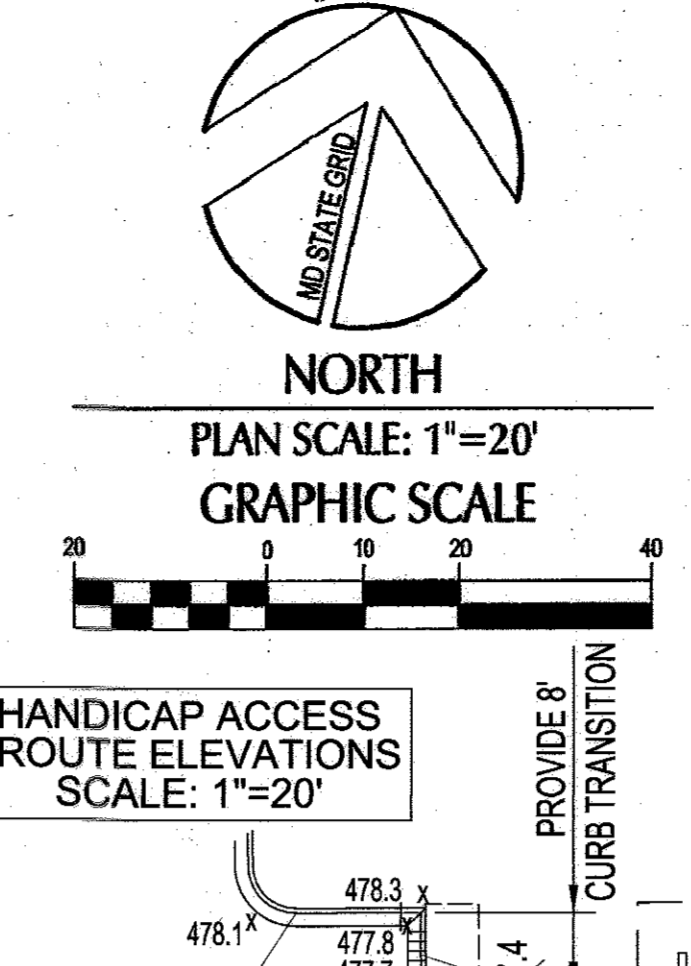 MD STATE GRID
NORTH
PLAN SCALE: 1"=20'
GRAPHIC SCALE
20 0 10 20 40
HANDICAP ACCESS
ROUTE ELEVATIONS
SCALE: 1"=20'
PROVIDE 8'
CURB TRANSITION
478.3 X
478.1 X
X
477.8